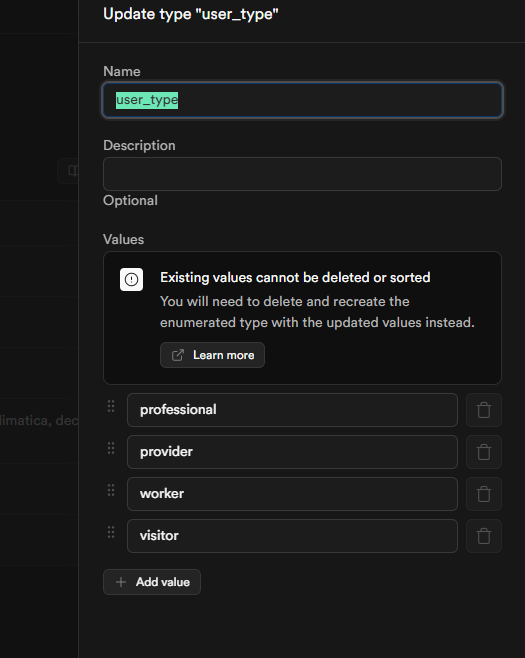 Update type "user_type"
Name
user_type
Description
Optional
Values
Existing values cannot be deleted or sorted
You will need to delete and recreate the
enumerated type with the updated values instead.
Learn more
professional
limatica, dec
provider
worker
visitor
Add value